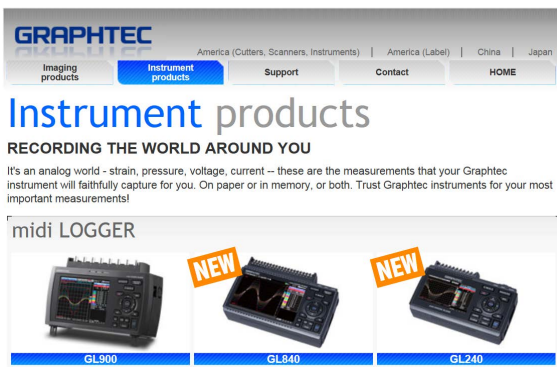 GRAPHTEC
America (Cutters, Scanners, Instruments) | America (Label) | China | Japan
Imaging products
Instrument products
Support
Contact
HOME
Instrument products
RECORDING THE WORLD AROUND YOU
It's an analog world - strain, pressure, voltage, current -- these are the measurements that your Graphtec
instrument will faithfully capture for you. On paper or in memory, or both. Trust Graphtec instruments for your most
important measurements!
midi LOGGER
NEW
NEW
GL900
GL840
GL240